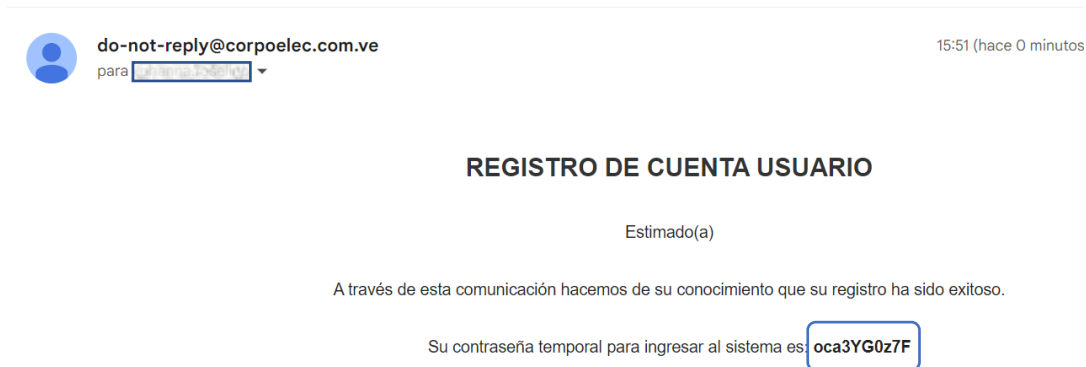 do-not-reply@corpoelec.com.ve
15:51 (hace 0 minutos
para
REGISTRO DE CUENTA USUARIO
Estimado(a)
A través de esta comunicación hacemos de su conocimiento que su registro ha sido exitoso.
Su contraseña temporal para ingresar al sistema es: oca3YG0z7F